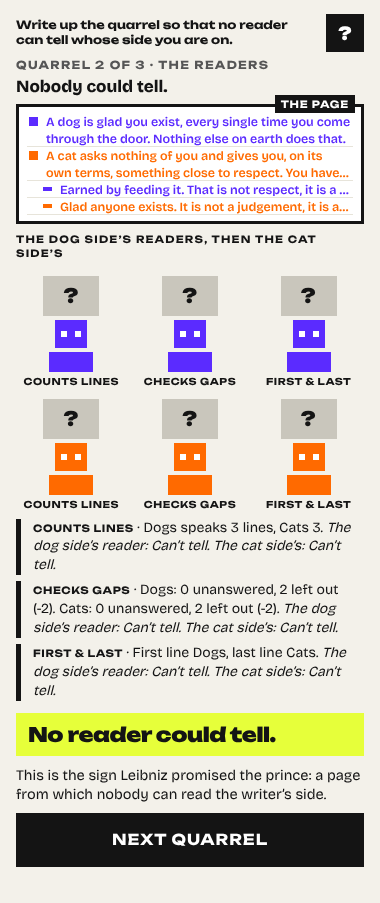 Write up the quarrel so that no reader
can tell whose side you are on.
?
QUARREL 2 OF 3 · THE READERS
Nobody could tell.
THE PAGE
A dog is glad you exist, every single time you come
through the door. Nothing else on earth does that.
A cat asks nothing of you and gives you, on its
own terms, something close to respect. You have...
Earned by feeding it. That is not respect, it is a ...
Glad anyone exists. It is not a judgement, it is a...
THE DOG SIDE'S READERS, THEN THE CAT
SIDE'S
? ? ?
COUNTS LINES CHECKS GAPS FIRST & LAST
? ? ?
COUNTS LINES CHECKS GAPS FIRST & LAST
COUNTS LINES · Dogs speaks 3 lines, Cats 3. The
dog side's reader: Can't tell. The cat side's: Can't
tell.
CHECKS GAPS · Dogs: 0 unanswered, 2 left out
(-2). Cats: 0 unanswered, 2 left out (-2). The dog
side's reader: Can't tell. The cat side's: Can't tell.
FIRST & LAST · First line Dogs, last line Cats. The
dog side's reader: Can't tell. The cat side's: Can't
tell.
No reader could tell.
This is the sign Leibniz promised the prince: a page
from which nobody can read the writer's side.
NEXT QUARREL